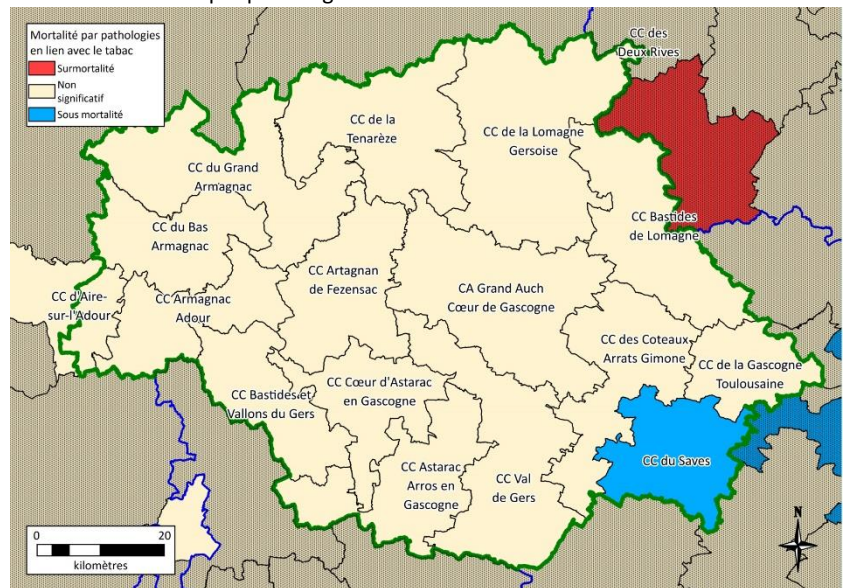 Mortalité par pathologies
en lien avec le tabac
Surmortalité
Non
significatif
Sous mortalité
CC des
Deux Rives
CC de la
Tenarèze
CC de la Lomagne
Gersoise
CC du Grand
Armagnac
CC Bastides
de Lomagne
CC du Bas
Armagnac
CC Artagnan
de Fezensac
CA Grand Auch
Cœur de Gascogne
CC d'Aire-
sur-l'Adour
CC Armagnac
Adour
CC des Coteaux
Arrats Gimone
CC de la Gascogne
Toulousaine
CC Bastides et
Vallons du Gers
CC Cœur d'Astarac
en Gascogne
CC du Saves
CC Astarac
Arros en
Gascogne
CC Val
de Gers
0 20
kilomètres
N